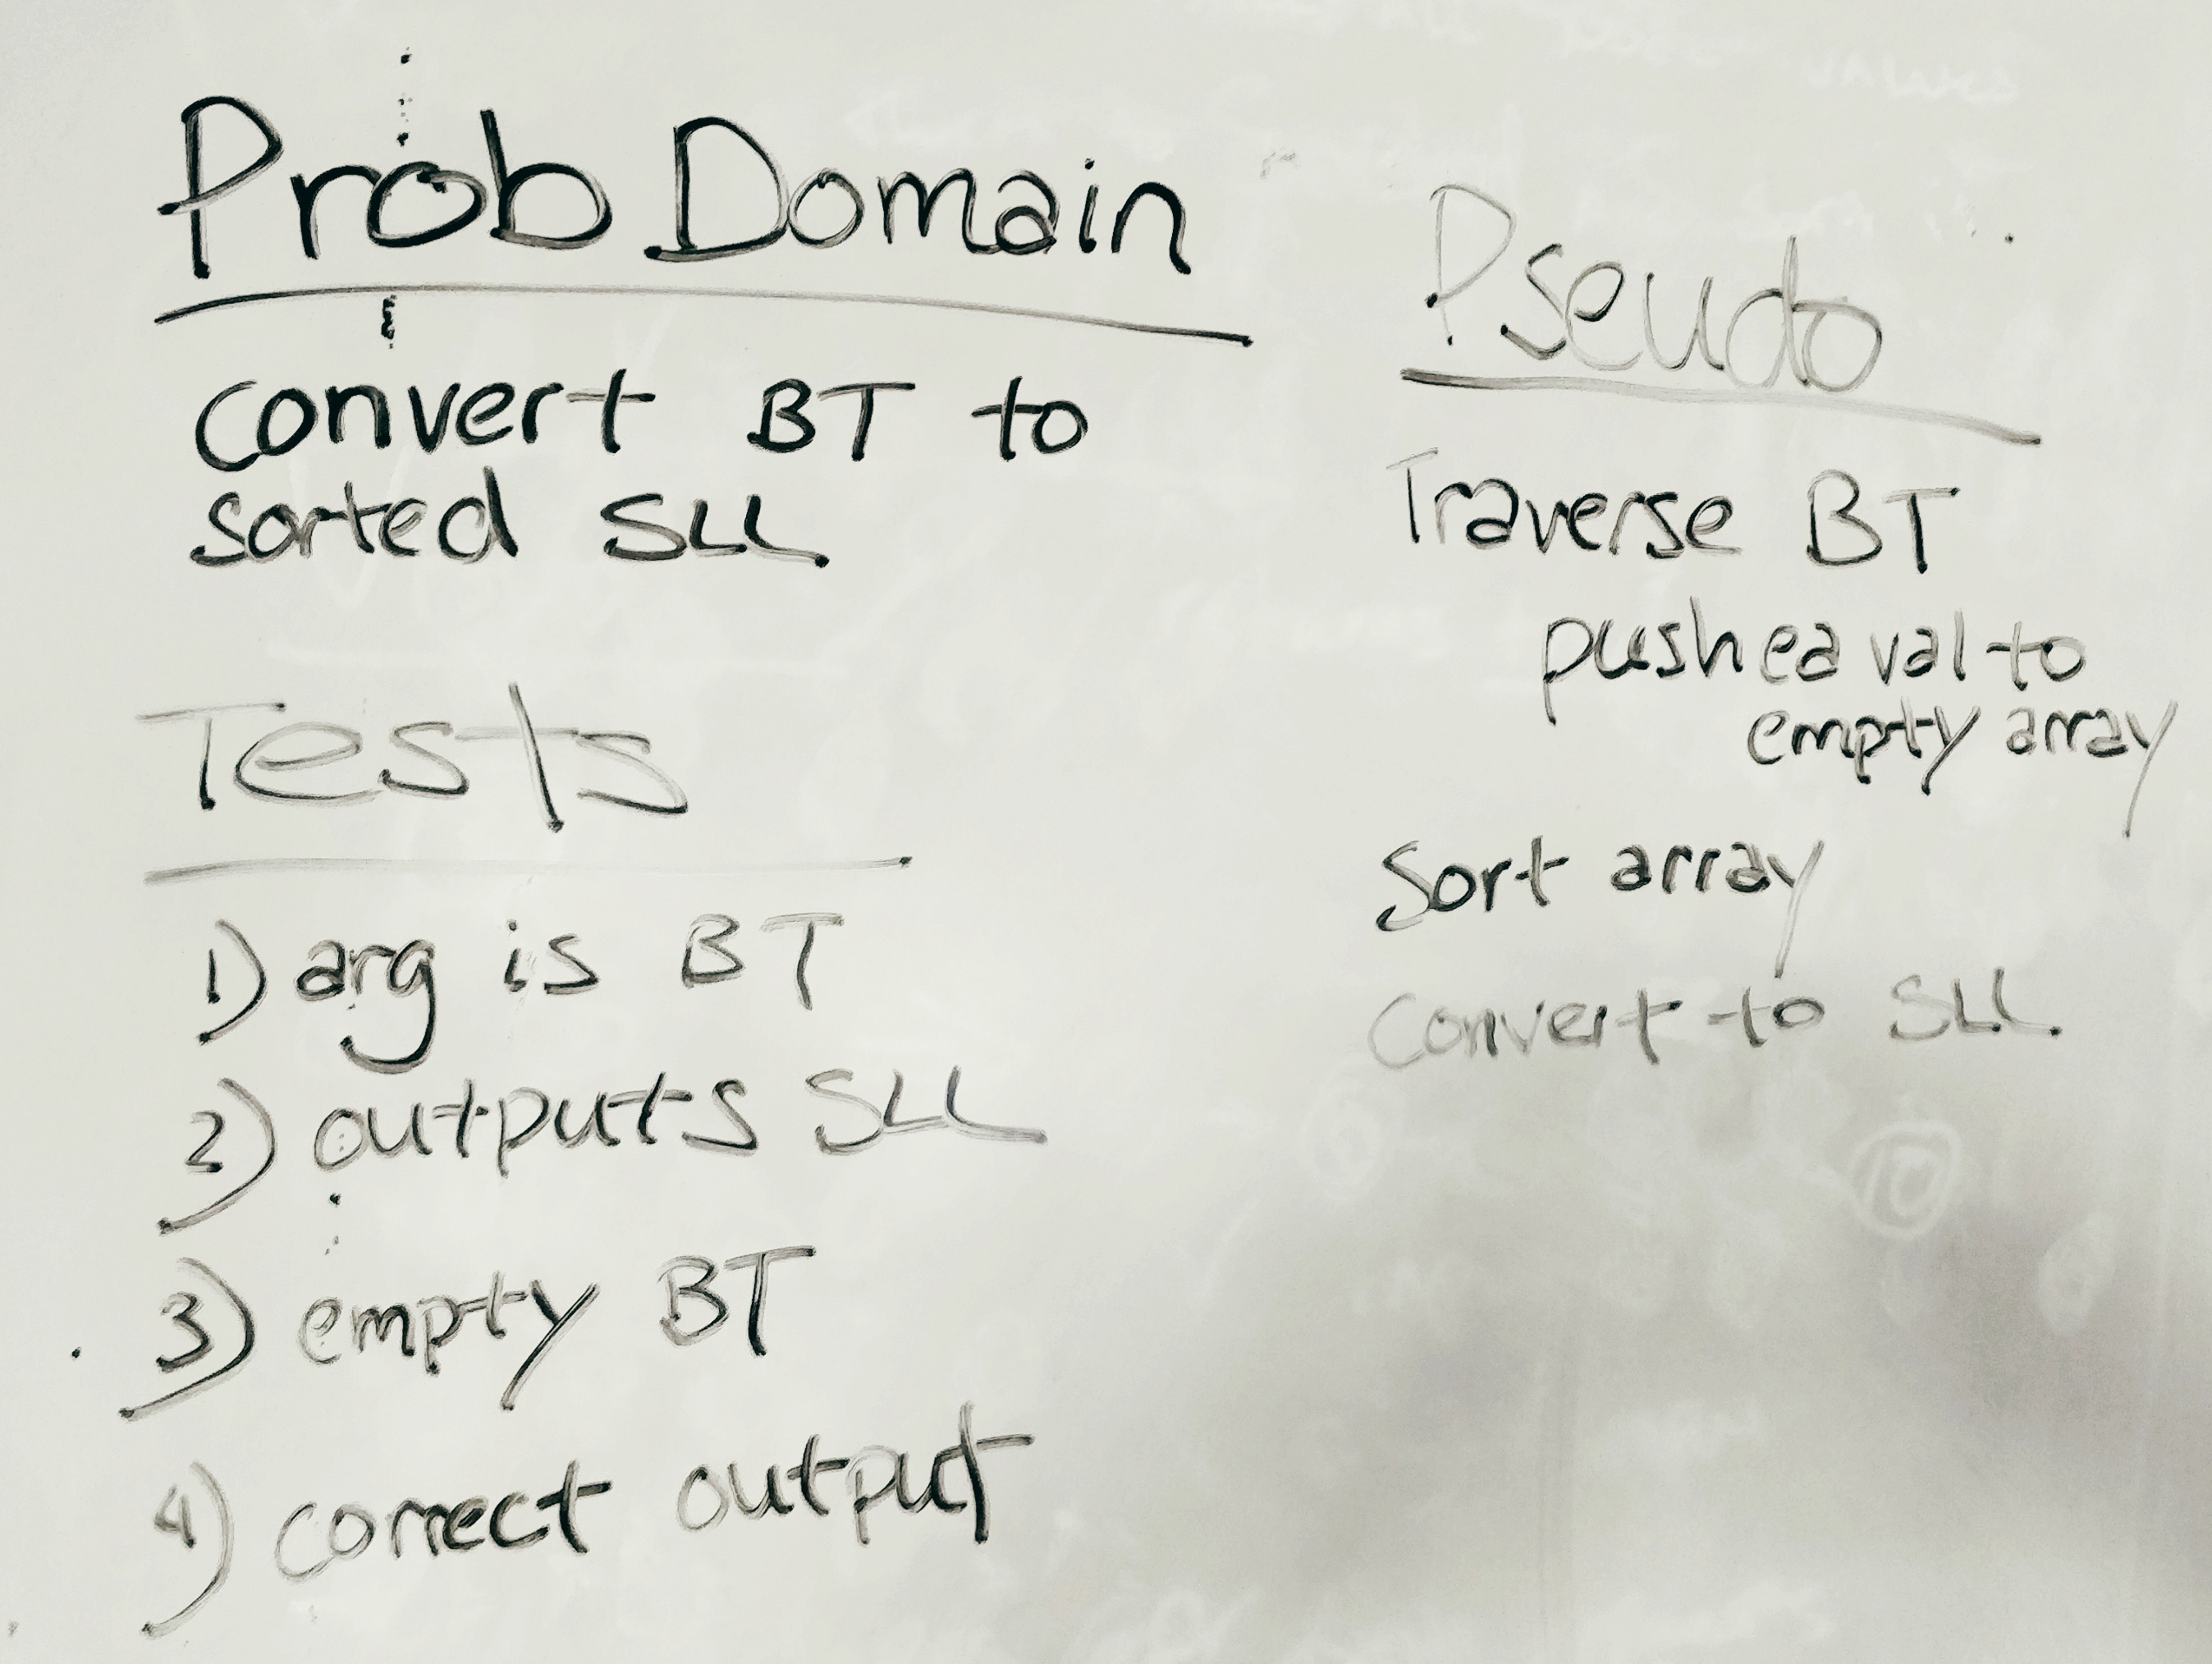 Prob Domain
convert BT to
sorted SLL
Tests
1) arg is BT
2) outputs SLL
3) empty BT
4) correct output
Pseudo
Traverse BT
push ea val to
empty array
Sort array
Convert to SLL